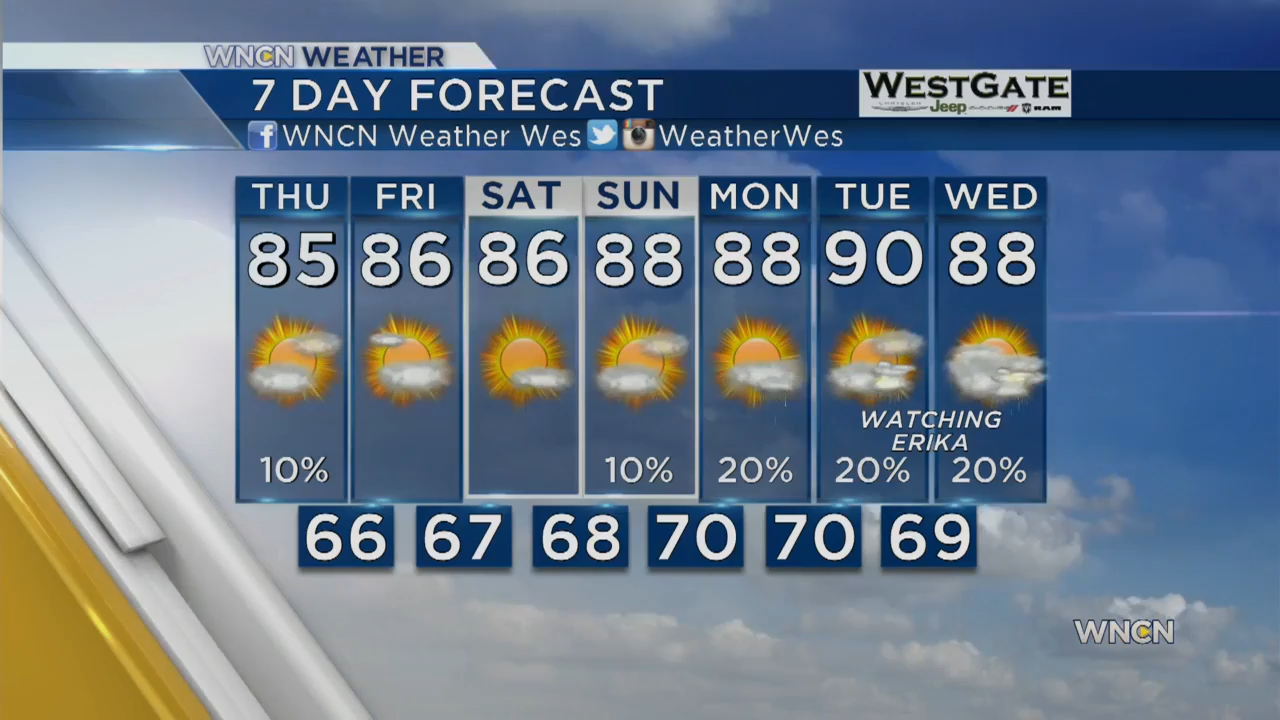 WNCN WEATHER
7 DAY FORECAST
WESTGATE
CHRYSLER Jeep DODGE RAM
f WNCN Weather Wes WeatherWes
THU FRI SAT SUN MON TUE WED
85 86 86 88 88 90 88
WATCHING
ERIKA
10% 10% 20% 20% 20%
66 67 68 70 70 69
WNCN